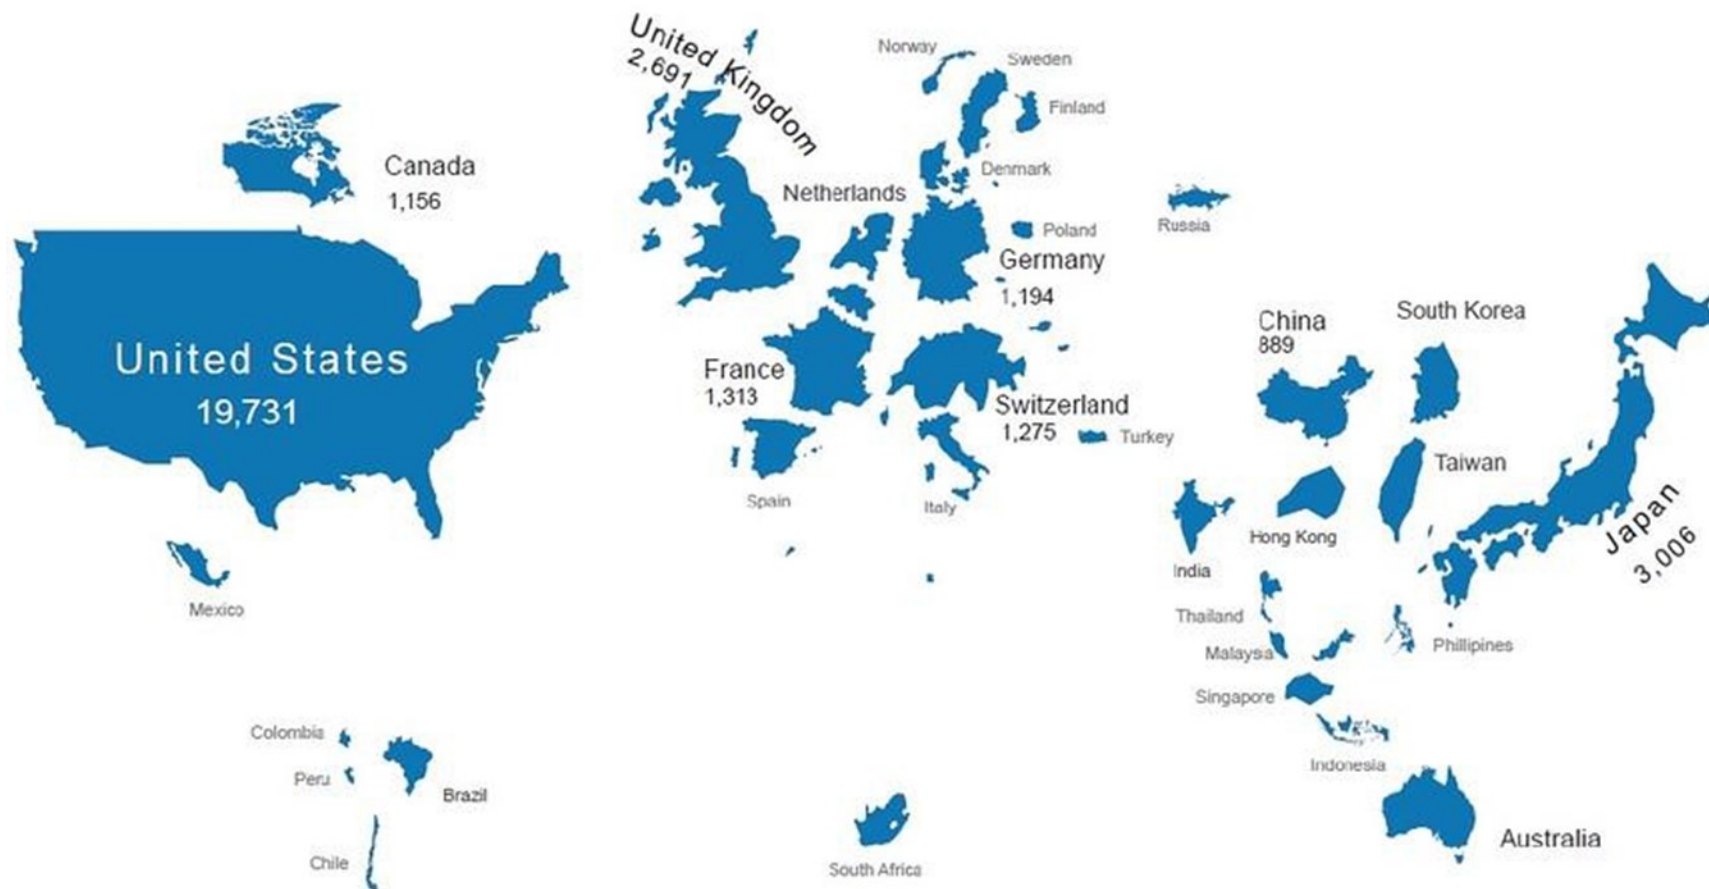 United Kingdom
2,691
Norway
Sweden
Finland
Denmark
Canada
1,156
Netherlands
Russia
Poland
Germany
1,194
United States
19,731
France
1,313
Switzerland
1,275
Turkey
China
889
South Korea
Taiwan
Japan
3,006
Spain
Italy
Hong Kong
India
Mexico
Thailand
Malaysia
Phillipines
Singapore
Indonesia
Colombia
Peru
Brazil
Chile
South Africa
Australia